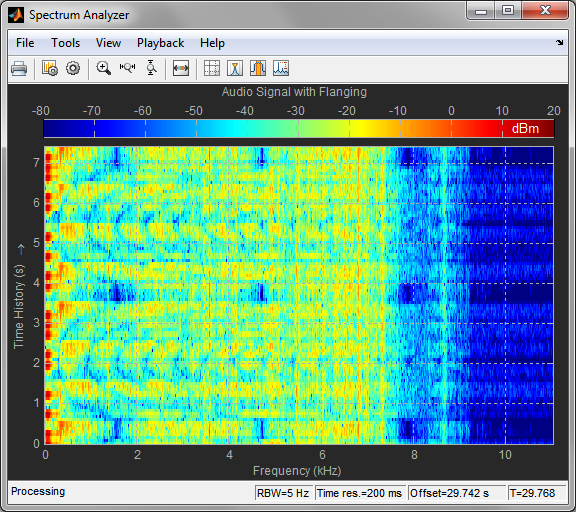 Spectrum Analyzer
File Tools View Playback Help
Audio Signal with Flanging
-80 -70 -60 -50 -40 -30 -20 -10 0 10 20
dBm
7
6
5
4
3
2
1
0
Time History (s) →
0 2 4 6 8 10
Frequency (kHz)
Processing RBW=5 Hz Time res.=200 ms Offset=29.742 s T=29.768